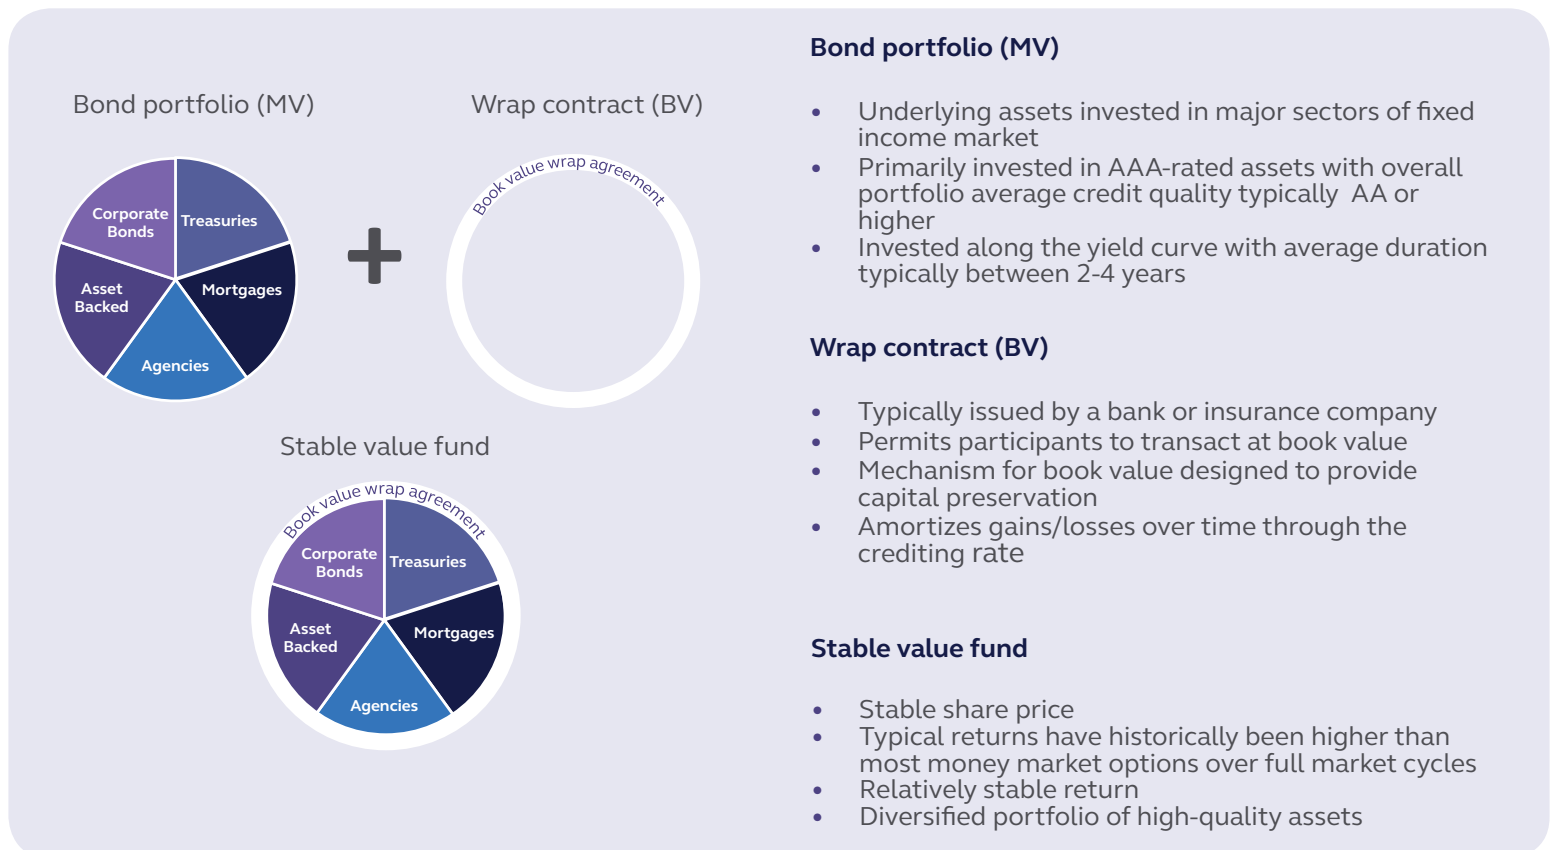 Bond portfolio (MV)
Wrap contract (BV)
Corporate
Bonds
Treasuries
Asset
Backed
Mortgages
Agencies
Book value wrap agreement
Stable value fund
Book value wrap agreement
Corporate
Bonds
Treasuries
Asset
Backed
Mortgages
Agencies
Bond portfolio (MV)
• Underlying assets invested in major sectors of fixed
income market
• Primarily invested in AAA-rated assets with overall
portfolio average credit quality typically  AA or
higher
• Invested along the yield curve with average duration
typically between 2-4 years
Wrap contract (BV)
• Typically issued by a bank or insurance company
• Permits participants to transact at book value
• Mechanism for book value designed to provide
capital preservation
• Amortizes gains/losses over time through the
crediting rate
Stable value fund
• Stable share price
• Typical returns have historically been higher than
most money market options over full market cycles
• Relatively stable return
• Diversified portfolio of high-quality assets